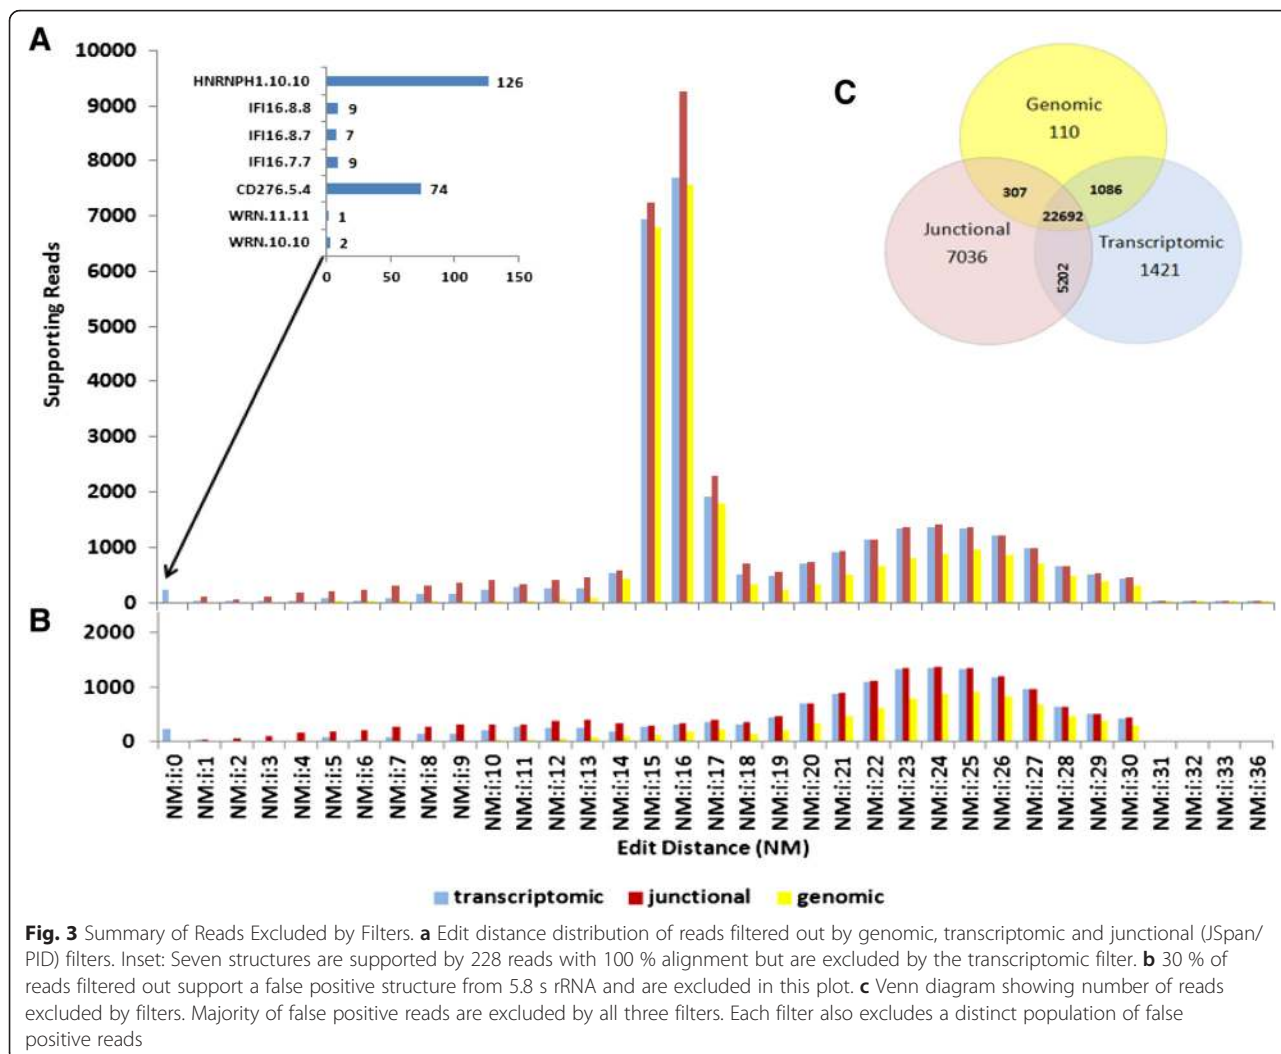 A
10000
9000
8000
7000
6000
5000
4000
3000
2000
1000
0
Supporting Reads
HNRNPH1.10.10 126
IFI16.8.8 9
IFI16.8.7 7
IFI16.7.7 9
CD276.5.4 74
WRN.11.11 1
WRN.10.10 2
0 50 100 150
C
Genomic
110
307
1086
22692
Junctional
7036
Transcriptomic
1421
5202
B
2000
1000
0
NM:i:0 NM:i:1 NM:i:2 NM:i:3 NM:i:4 NM:i:5 NM:i:6 NM:i:7 NM:i:8 NM:i:9 NM:i:10 NM:i:11 NM:i:12 NM:i:13 NM:i:14 NM:i:15 NM:i:16 NM:i:17 NM:i:18 NM:i:19 NM:i:20 NM:i:21 NM:i:22 NM:i:23 NM:i:24 NM:i:25 NM:i:26 NM:i:27 NM:i:28 NM:i:29 NM:i:30 NM:i:31 NM:i:32 NM:i:33 NM:i:36
Edit Distance (NM)
transcriptomic junctional genomic
Fig. 3 Summary of Reads Excluded by Filters. a Edit distance distribution of reads filtered out by genomic, transcriptomic and junctional (JSpan/
PID) filters. Inset: Seven structures are supported by 228 reads with 100 % alignment but are excluded by the transcriptomic filter. b 30 % of
reads filtered out support a false positive structure from 5.8 s rRNA and are excluded in this plot. c Venn diagram showing number of reads
excluded by filters. Majority of false positive reads are excluded by all three filters. Each filter also excludes a distinct population of false
positive reads